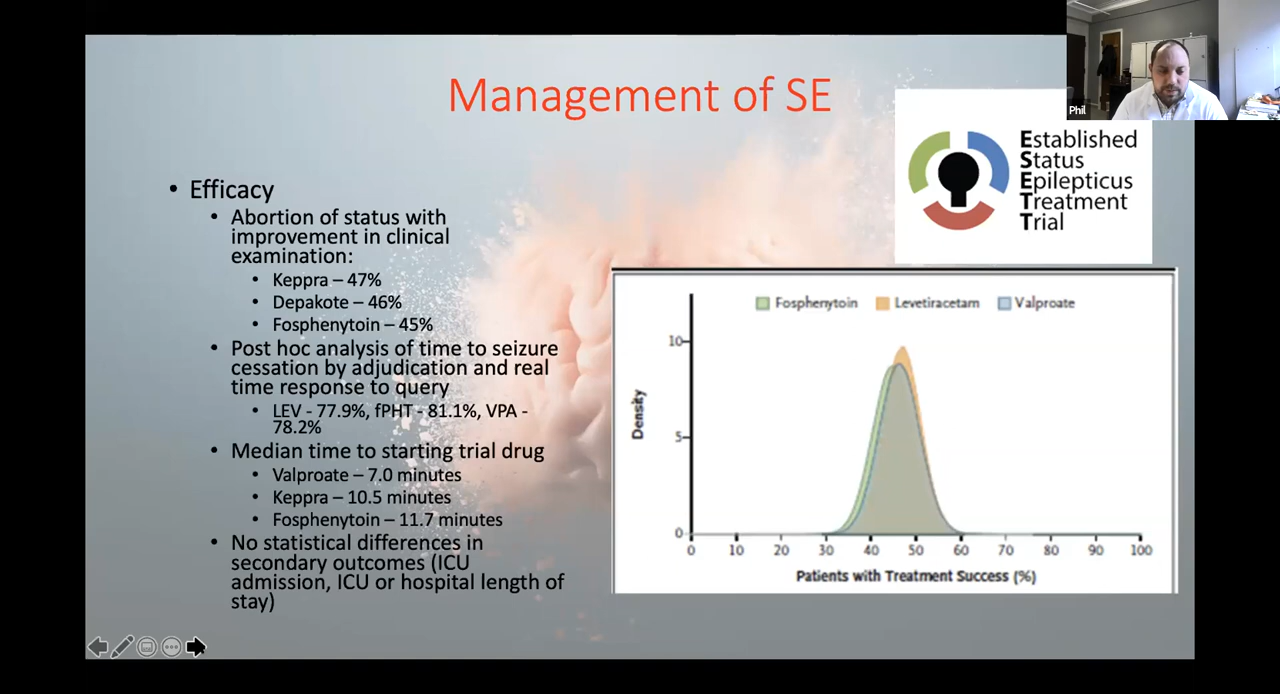 Phil
Management of SE
Established
Status
Epilepticus
Treatment
Trial
• Efficacy
• Abortion of status with
improvement in clinical
examination:
• Keppra – 47%
• Depakote – 46%
• Fosphenytoin – 45%
• Post hoc analysis of time to seizure
cessation by adjudication and real
time response to query
• LEV - 77.9%, fPHT - 81.1%, VPA -
78.2%
• Median time to starting trial drug
• Valproate – 7.0 minutes
• Keppra – 10.5 minutes
• Fosphenytoin – 11.7 minutes
• No statistical differences in
secondary outcomes (ICU
admission, ICU or hospital length of
stay)
Fosphenytoin Levetiracetam Valproate
Density
10
5
0
0 10 20 30 40 50 60 70 80 90 100
Patients with Treatment Success (%)